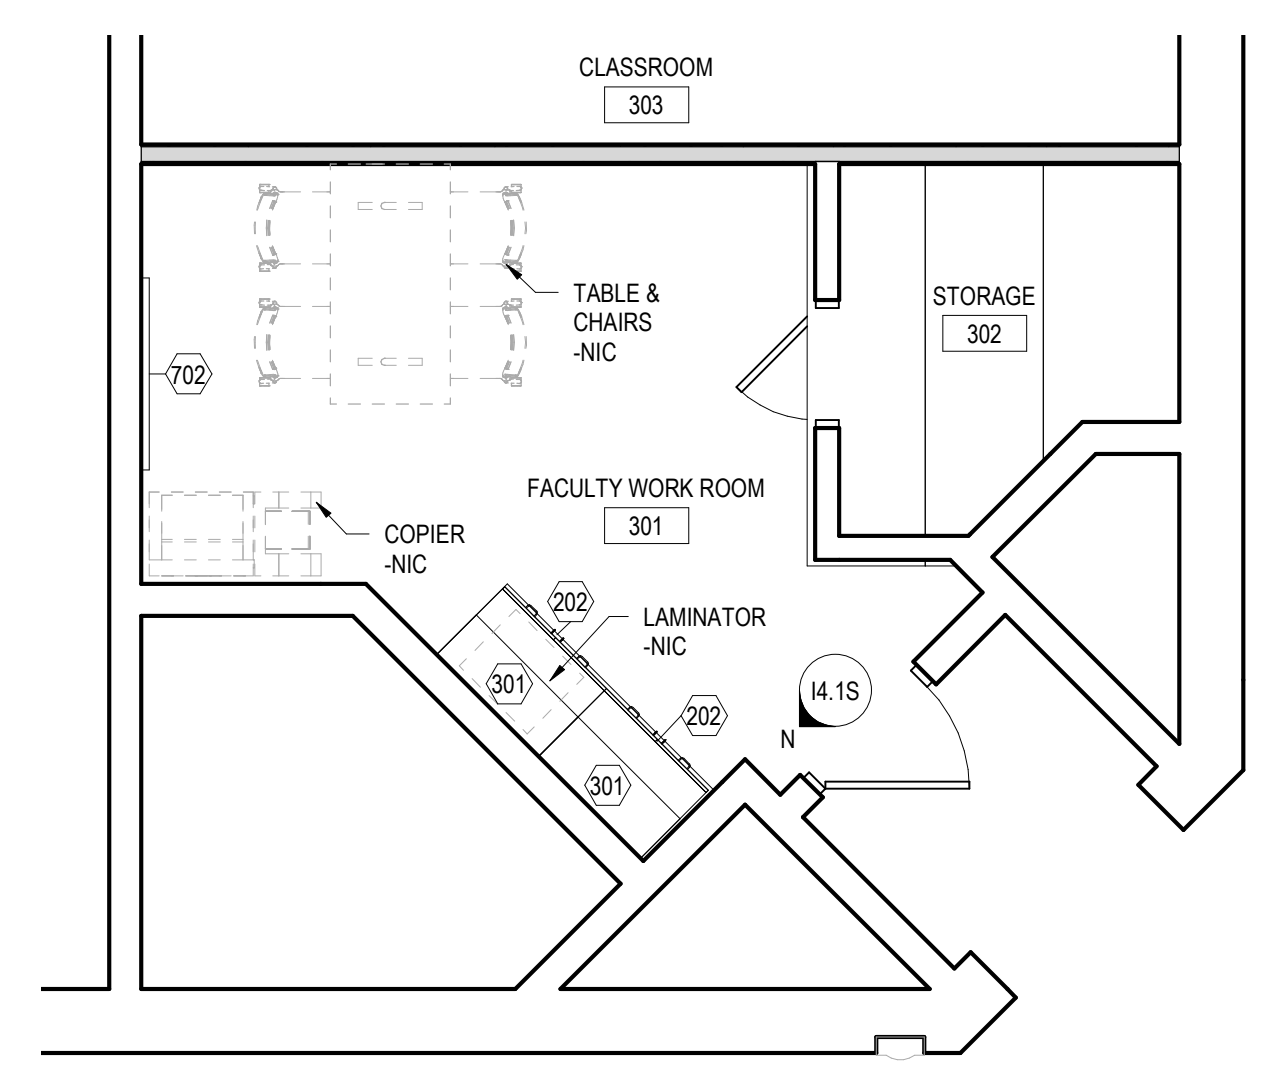 CLASSROOM
303
TABLE &
CHAIRS
-NIC
STORAGE
302
702
FACULTY WORK ROOM
301
COPIER
-NIC
202
LAMINATOR
-NIC
301
I4.1S
202
N
301